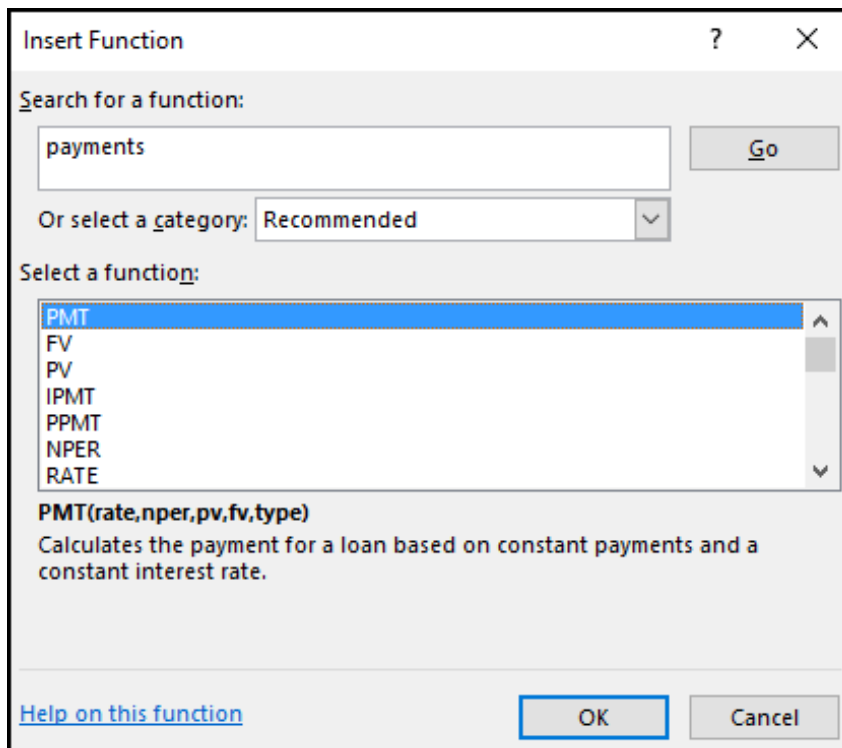 Insert Function ?
Search for a function:
payments Go
Or select a category: Recommended
Select a function:
PMT
FV
PV
IPMT
PPMT
NPER
RATE
PMT(rate,nper,pv,fv,type)
Calculates the payment for a loan based on constant payments and a
constant interest rate.
Help on this function OK Cancel